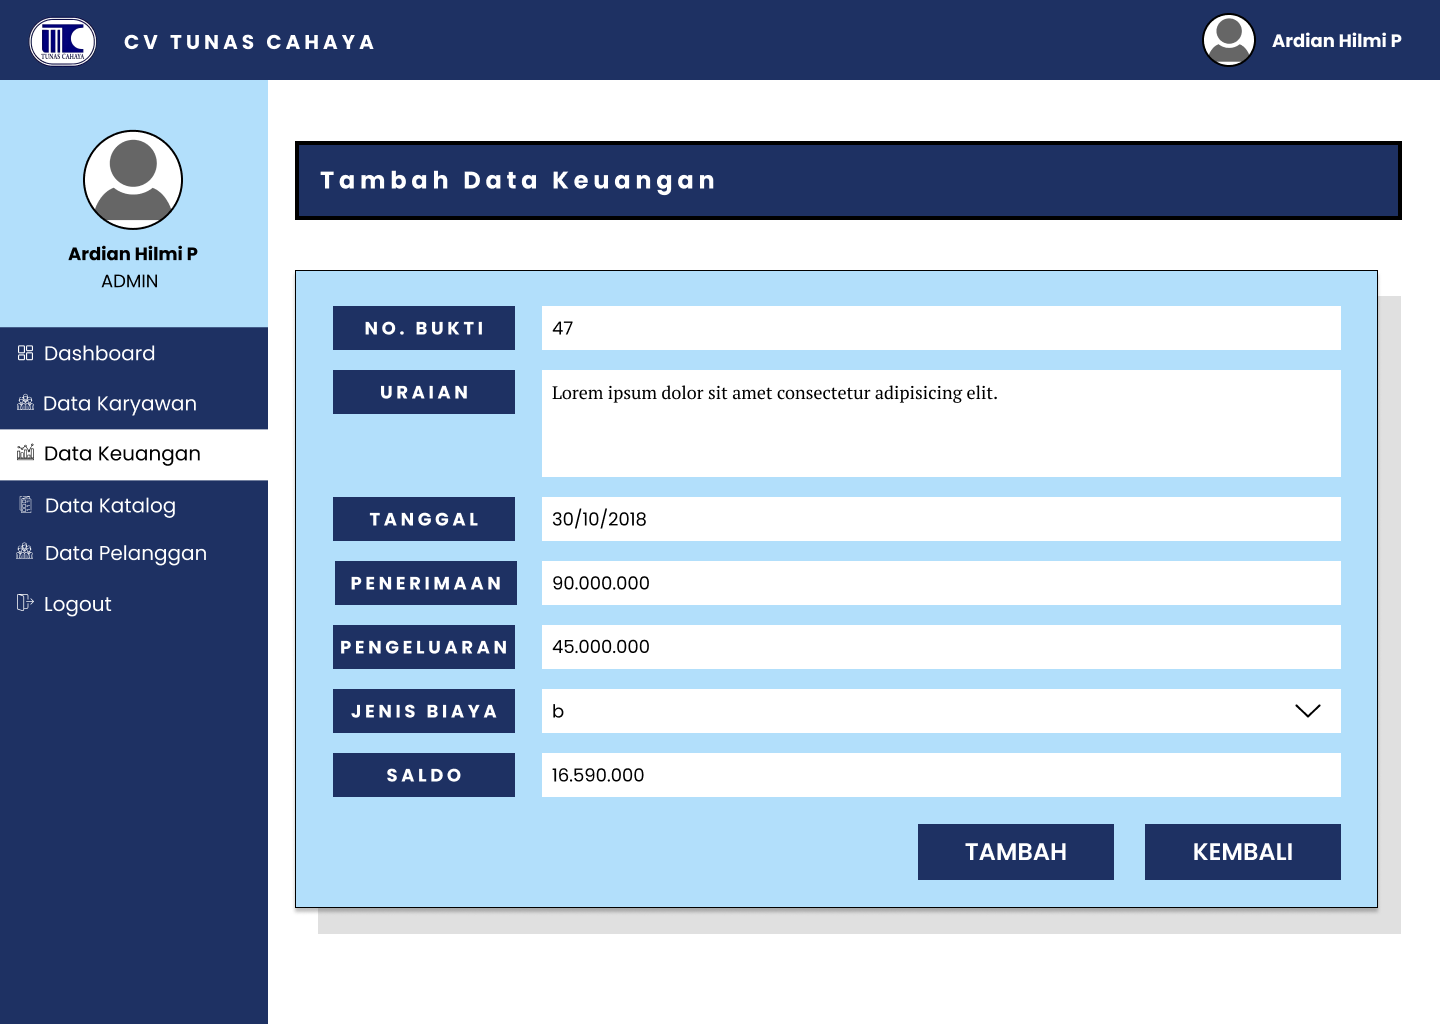 TUNAS CAHAYA
CV TUNAS CAHAYA
Ardian Hilmi P
Ardian Hilmi P
ADMIN
Dashboard
Data Karyawan
Data Keuangan
Data Katalog
Data Pelanggan
Logout
Tambah Data Keuangan
NO. BUKTI 47
URAIAN Lorem ipsum dolor sit amet consectetur adipisicing elit.
TANGGAL 30/10/2018
PENERIMAAN 90.000.000
PENGELUARAN 45.000.000
JENIS BIAYA b
SALDO 16.590.000
TAMBAH KEMBALI